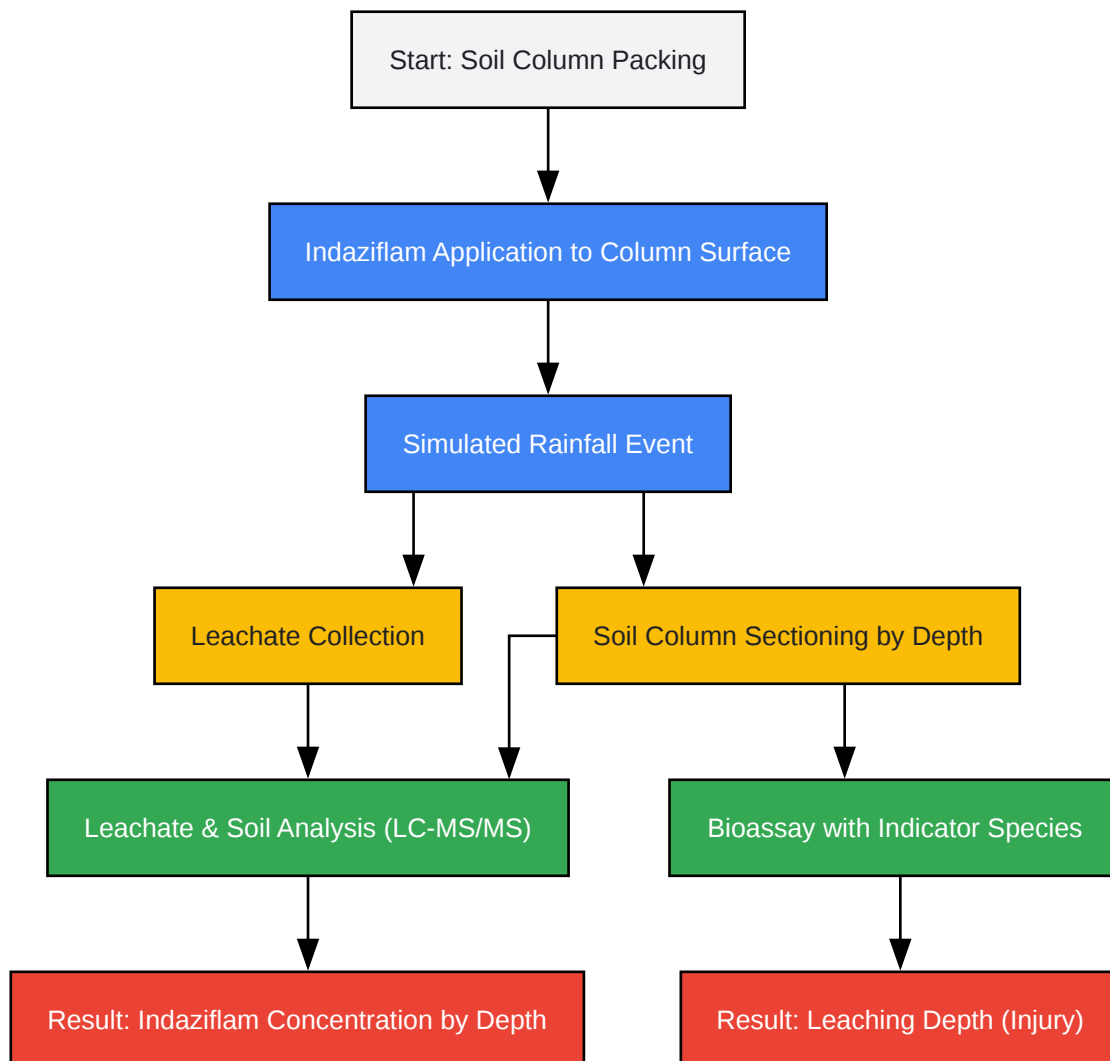 Start: Soil Column Packing
Indaziflam Application to Column Surface
Simulated Rainfall Event
Leachate Collection
Soil Column Sectioning by Depth
Leachate & Soil Analysis (LC-MS/MS)
Bioassay with Indicator Species
Result: Indaziflam Concentration by Depth
Result: Leaching Depth (Injury)